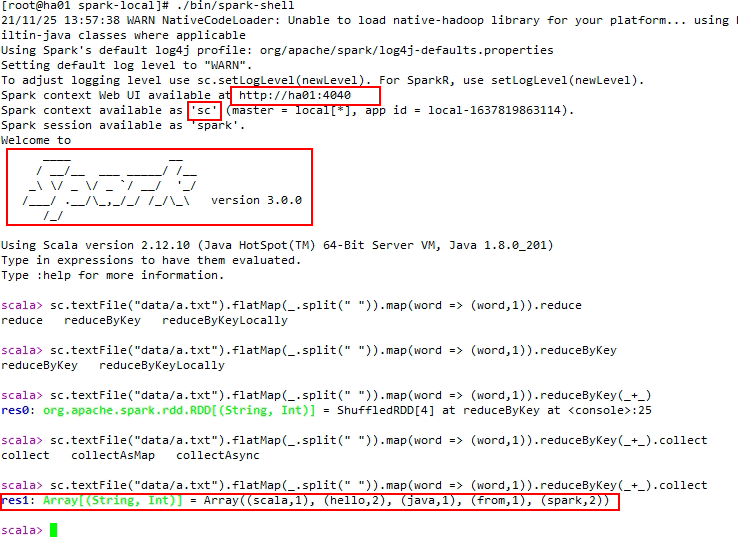 [root@ha01 spark-local]# ./bin/spark-shell
21/11/25 13:57:38 WARN NativeCodeLoader: Unable to load native-hadoop library for your platform... using
iltin-java classes where applicable
Using Spark's default log4j profile: org/apache/spark/log4j-defaults.properties
Setting default log level to "WARN".
To adjust logging level use sc.setLogLevel(newLevel). For SparkR, use setLogLevel(newLevel).
Spark context Web UI available at http://ha01:4040
Spark context available as 'sc' (master = local[*], app id = local-1637819863114).
Spark session available as 'spark'.
Welcome to
      ____              __
     / __/__  ___ _____/ /__
    _\ \/ _ \/ _ `/ __/  '_/
   /___/ .__/\_,_/_/ /_/\_\   version 3.0.0
      /_/
Using Scala version 2.12.10 (Java HotSpot(TM) 64-Bit Server VM, Java 1.8.0_201)
Type in expressions to have them evaluated.
Type :help for more information.
scala> sc.textFile("data/a.txt").flatMap(_.split(" ")).map(word => (word,1)).reduce
reduce   reduceByKey   reduceByKeyLocally
scala> sc.textFile("data/a.txt").flatMap(_.split(" ")).map(word => (word,1)).reduceByKey
reduceByKey   reduceByKeyLocally
scala> sc.textFile("data/a.txt").flatMap(_.split(" ")).map(word => (word,1)).reduceByKey(_+_)
res0: org.apache.spark.rdd.RDD[(String, Int)] = ShuffledRDD[4] at reduceByKey at <console>:25
scala> sc.textFile("data/a.txt").flatMap(_.split(" ")).map(word => (word,1)).reduceByKey(_+_).collect
collect   collectAsMap   collectAsync
scala> sc.textFile("data/a.txt").flatMap(_.split(" ")).map(word => (word,1)).reduceByKey(_+_).collect
res1: Array[(String, Int)] = Array((scala,1), (hello,2), (java,1), (from,1), (spark,2))
scala>